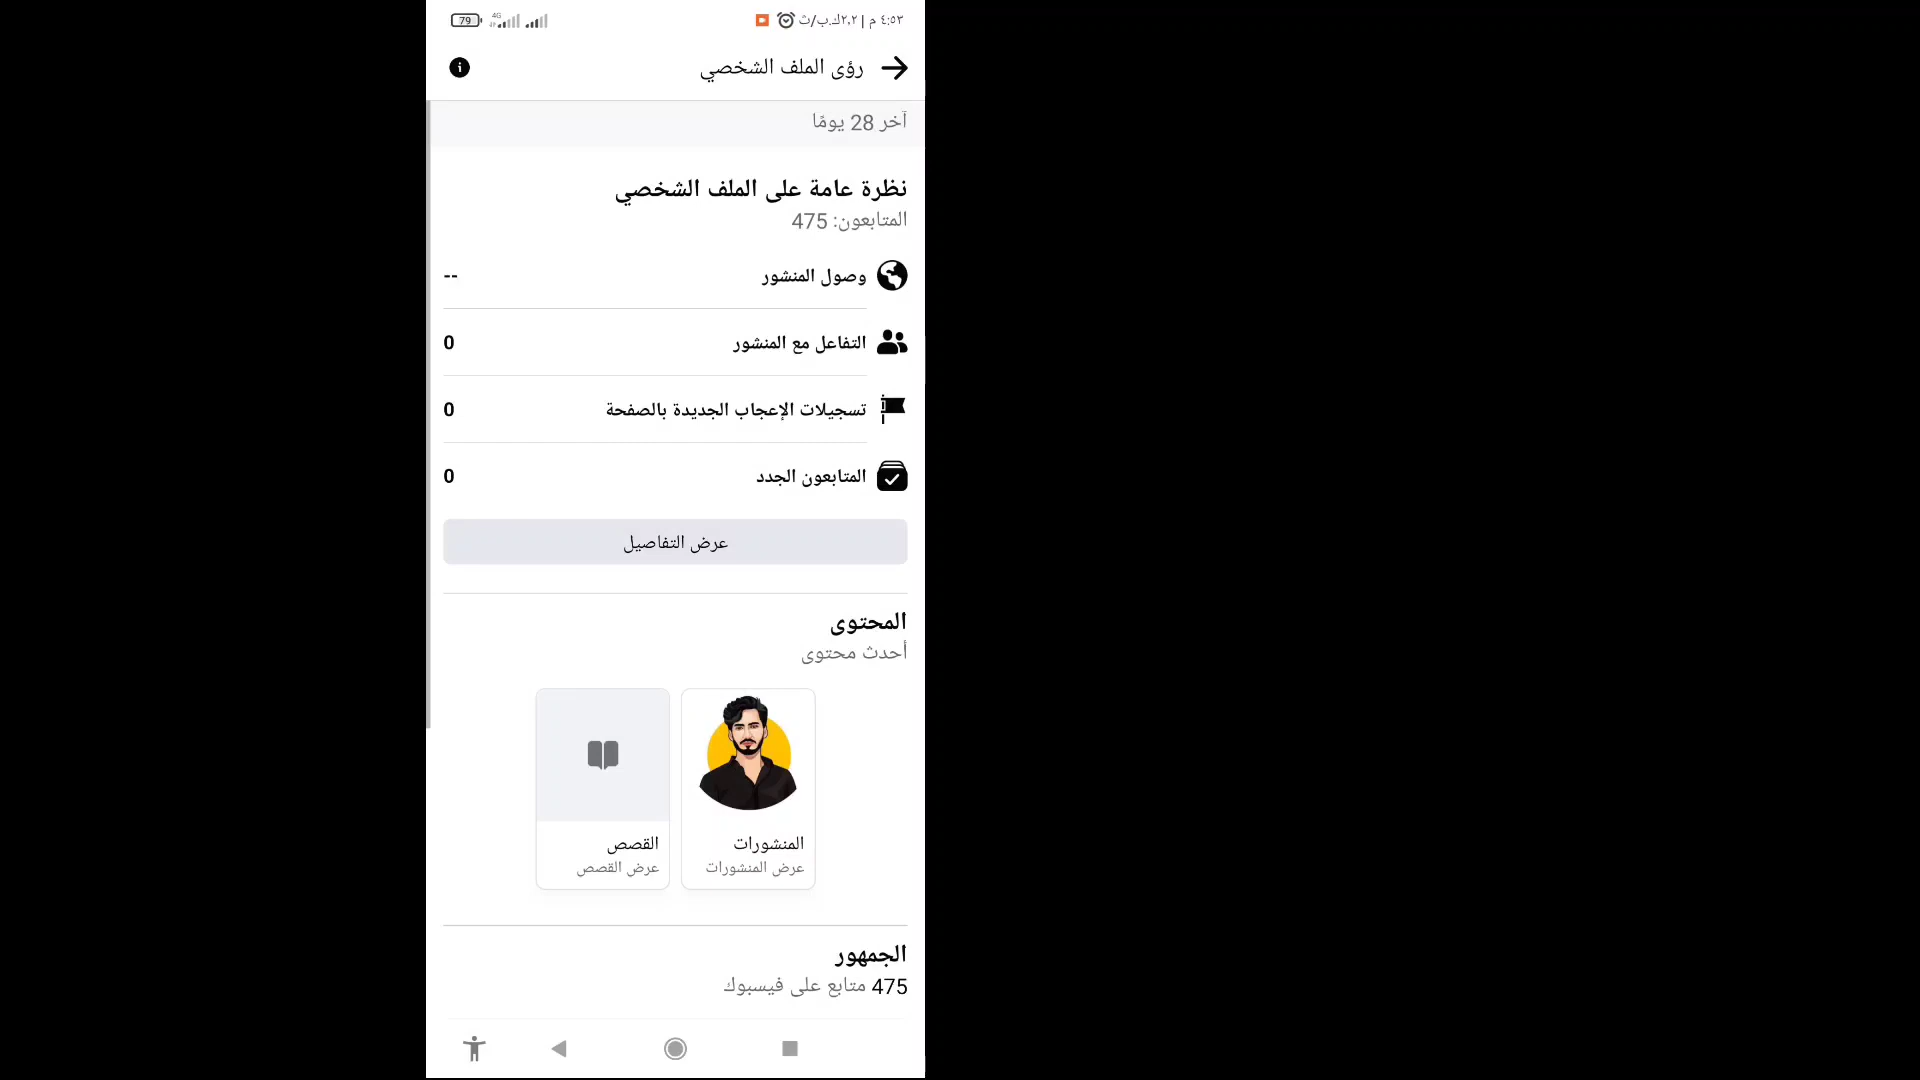 ٤:٥٣ م | ٢٫٢ك.ب/ث
4G
79
رؤى الملف الشخصي
آخر 28 يومًا
نظرة عامة على الملف الشخصي
المتابعون: 475
وصول المنشور --
التفاعل مع المنشور 0
تسجيلات الإعجاب الجديدة بالصفحة 0
المتابعون الجدد 0
عرض التفاصيل
المحتوى
أحدث محتوى
المنشورات
عرض المنشورات
القصص
عرض القصص
الجمهور
475 متابع على فيسبوك